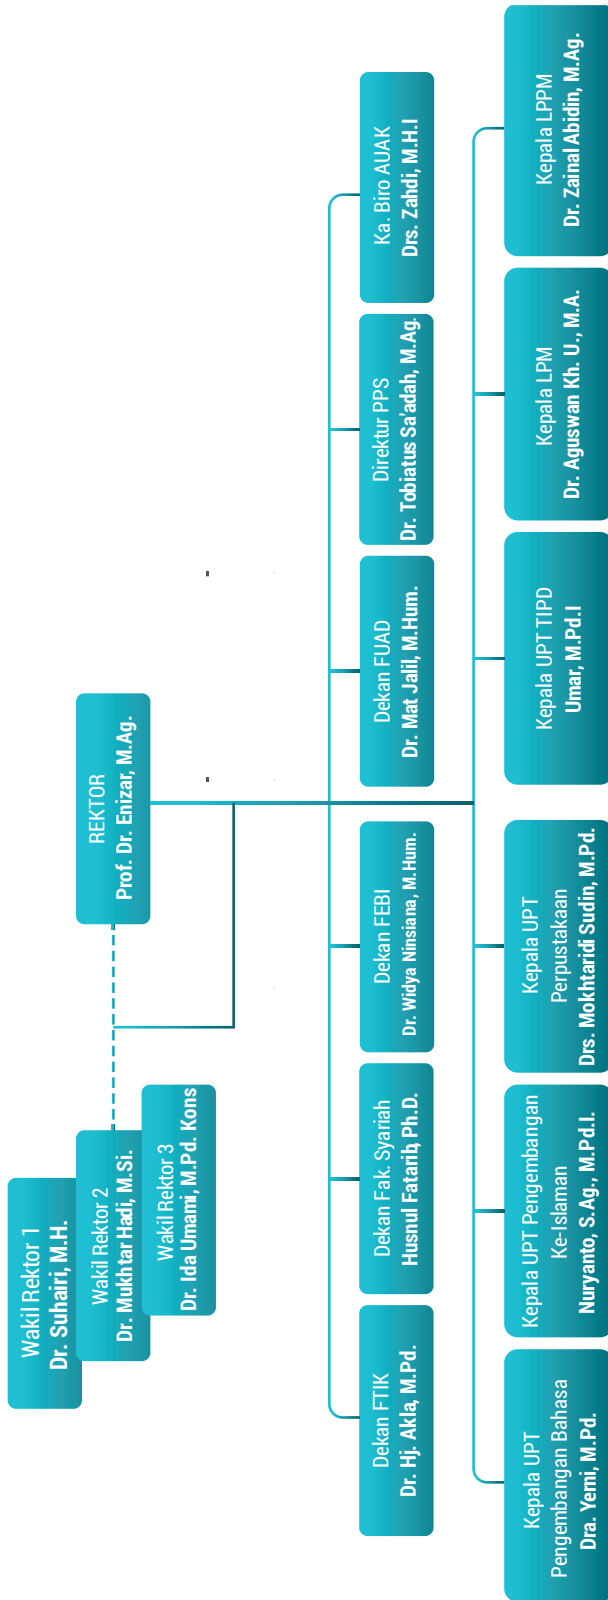 REKTOR
Prof. Dr. Enizar, M.Ag.
Wakil Rektor 1
Dr. Suhairi, M.H.
Wakil Rektor 2
Dr. Mukhtar Hadi, M.Si.
Wakil Rektor 3
Dr. Ida Umami, M.Pd. Kons
Dekan FTIK
Dr. Hj. Akla, M.Pd.
Dekan Fak. Syariah
Husnul Fatarib, Ph.D.
Dekan FEBI
Dr. Widya Ninsiana, M.Hum.
Dekan FUAD
Dr. Mat Jalil, M.Hum.
Direktur PPS
Dr. Tobiatus Sa'adah, M.Ag.
Ka. Biro AUAK
Drs. Zahdi, M.H.I
Kepala UPT
Pengembangan Bahasa
Dra. Yerni, M.Pd.
Kepala UPT Pengembangan
Ke-Islaman
Nuryanto, S.Ag., M.Pd.I.
Kepala UPT
Perpustakaan
Drs. Mokhtaridi Sudin, M.Pd.
Kepala UPT TIPD
Umar, M.Pd.I
Kepala LPM
Dr. Aguswan Kh. U., M.A.
Kepala LPPM
Dr. Zainal Abidin, M.Ag.